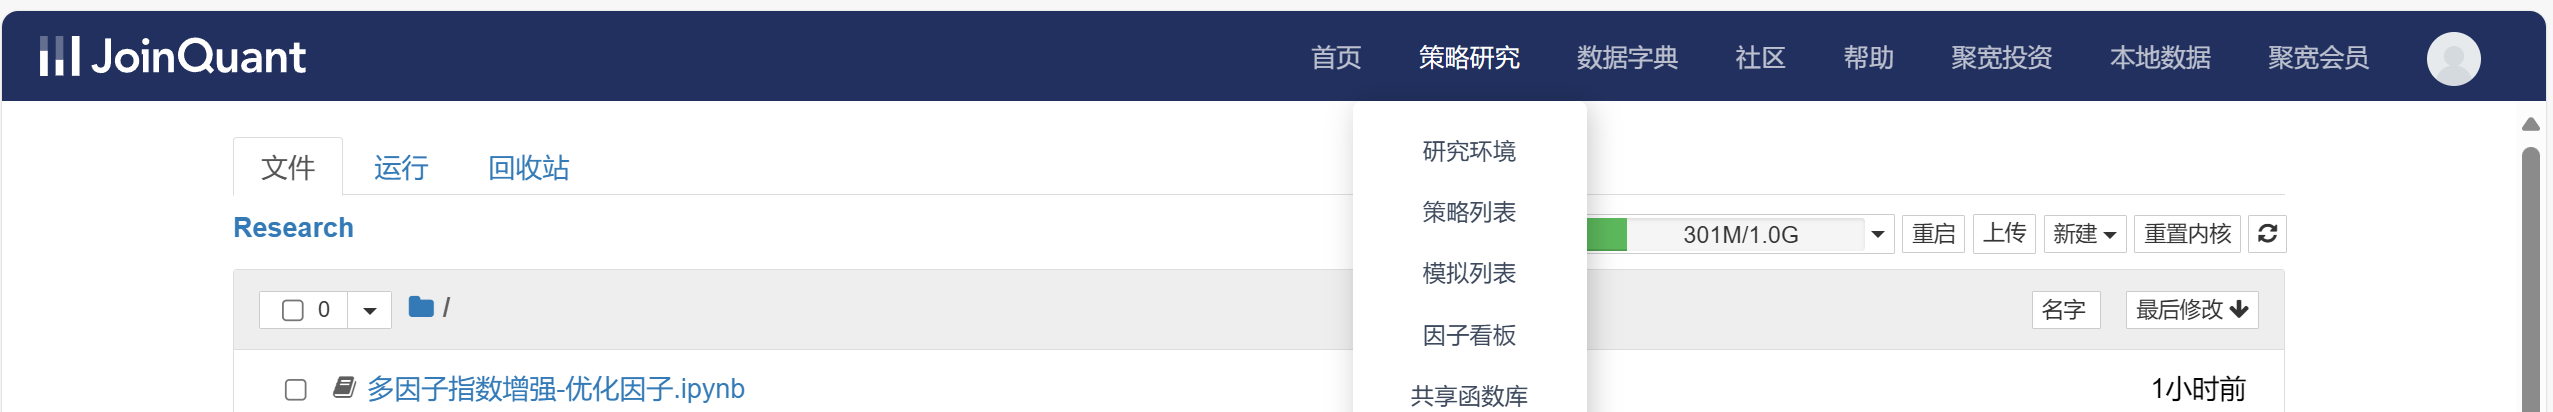 JoinQuant 首页 策略研究 数据字典 社区 帮助 聚宽投资 本地数据 聚宽会员
研究环境
策略列表
模拟列表
因子看板
共享函数库
文件 运行 回收站
Research 301M/1.0G 重启 上传 新建 重置内核
0 / 名字 最后修改
多因子指数增强-优化因子.ipynb 1小时前